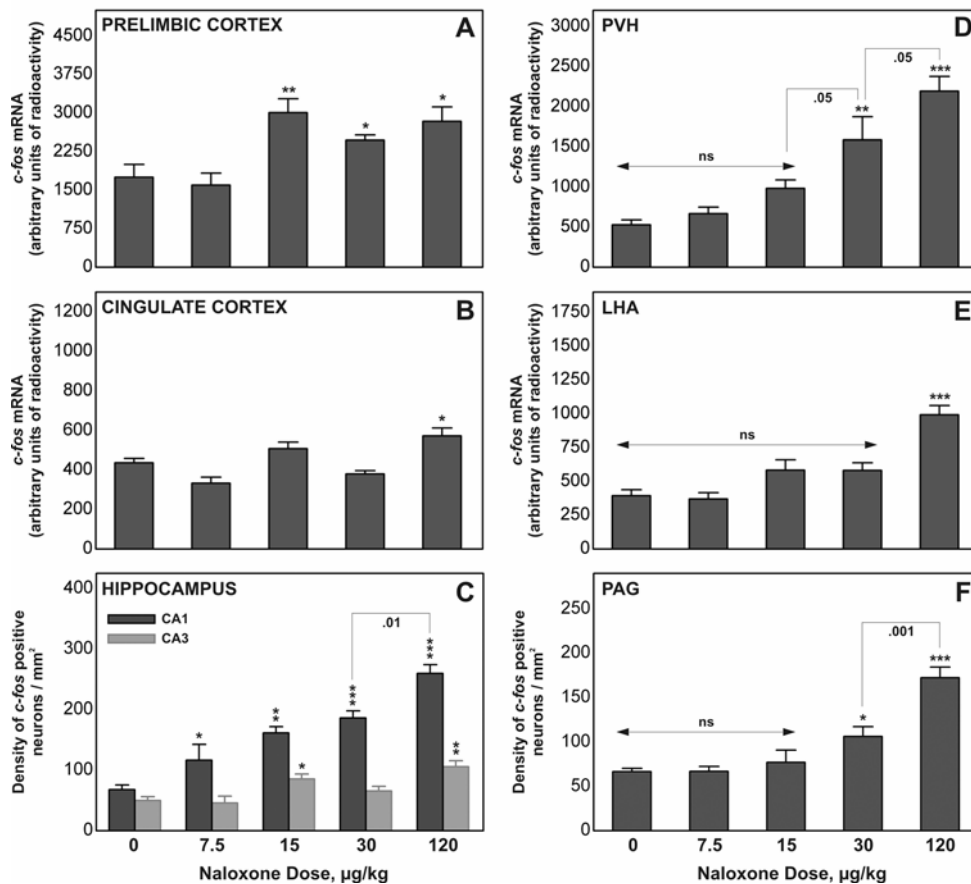 PRELIMBIC CORTEX
A
c-fos mRNA
(arbitrary units of radioactivity)
4500
3750
3000
2250
1500
750
0
**
*
*
CINGULATE CORTEX
B
c-fos mRNA
(arbitrary units of radioactivity)
1200
1000
800
600
400
200
0
*
HIPPOCAMPUS
C
Density of c-fos positive
neurons / mm²
400
300
200
100
0
CA1
CA3
.01
*
**
*
***
***
**
0
7.5
15
30
120
Naloxone Dose, µg/kg
PVH
D
c-fos mRNA
(arbitrary units of radioactivity)
3000
2500
2000
1500
1000
500
0
ns
.05
.05
**
***
LHA
E
c-fos mRNA
(arbitrary units of radioactivity)
1750
1500
1250
1000
750
500
250
0
ns
***
PAG
F
Density of c-fos positive
neurons / mm²
250
200
150
100
50
0
ns
.001
*
***
0
7.5
15
30
120
Naloxone Dose, µg/kg